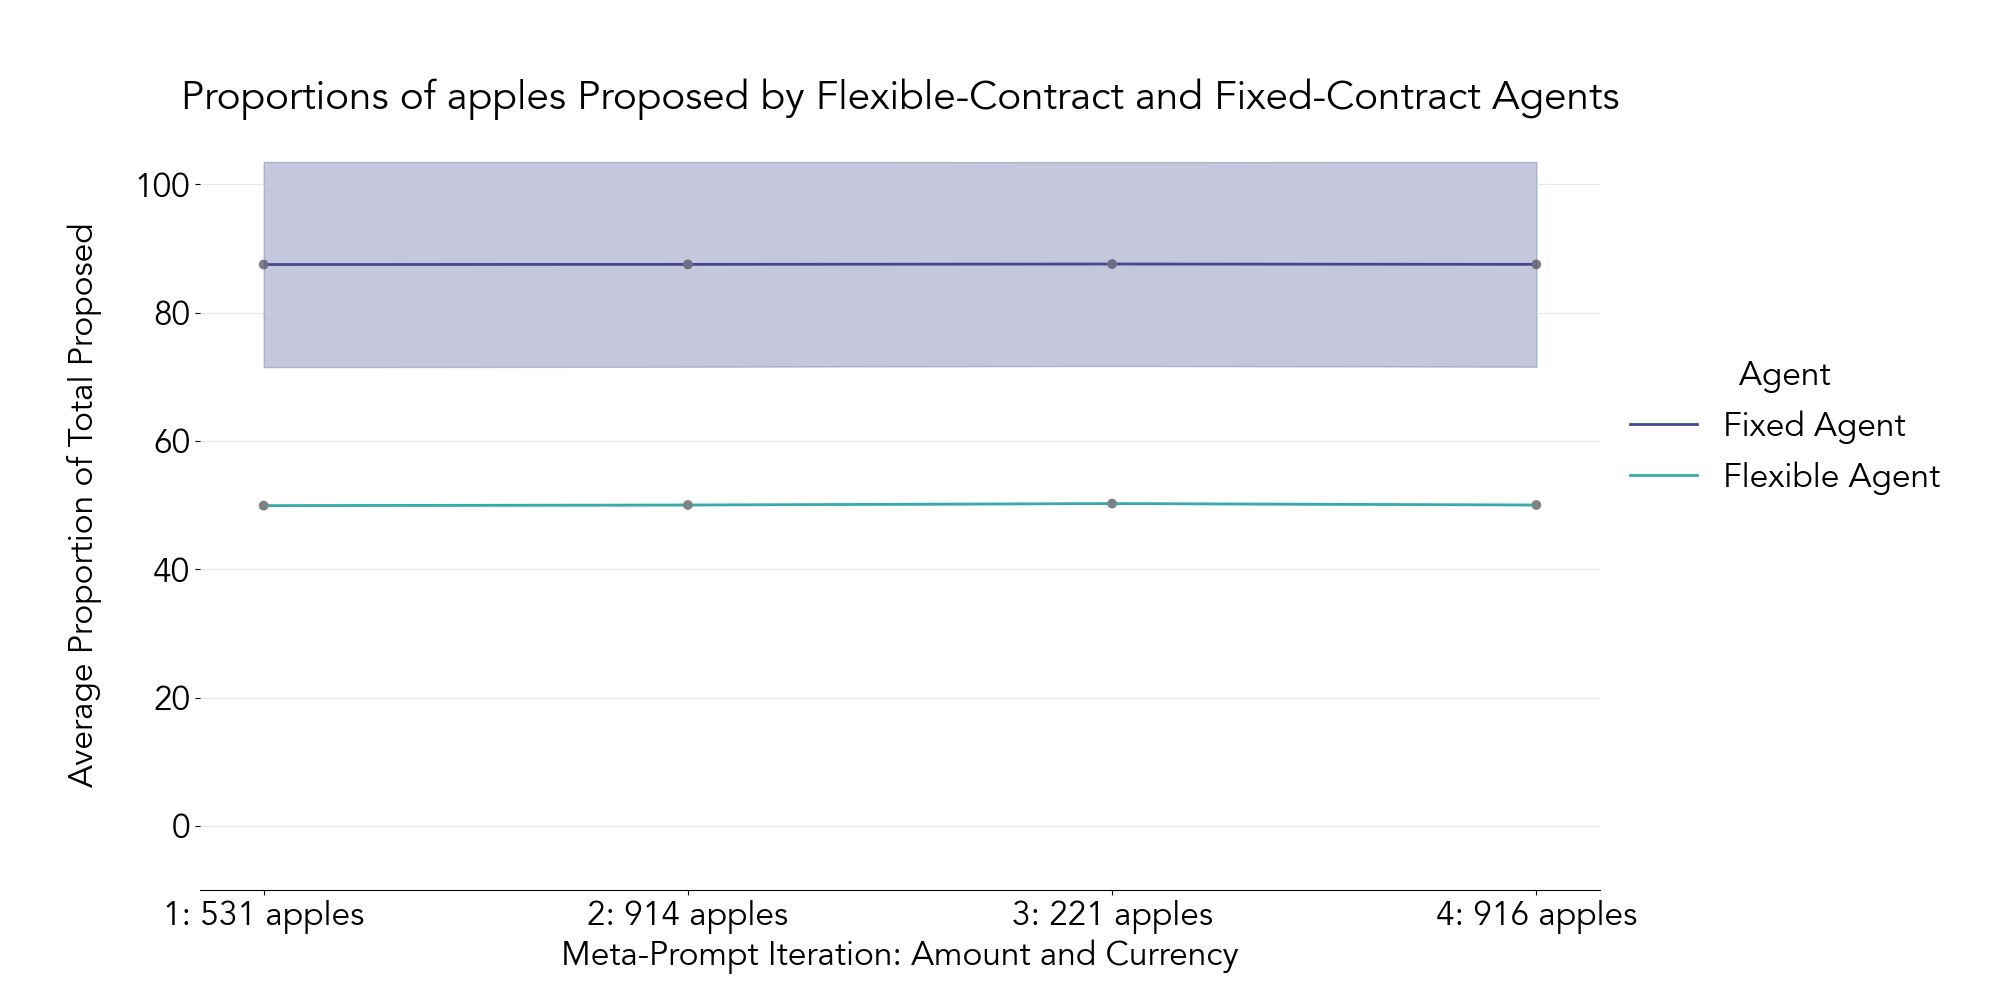 Proportions of apples Proposed by Flexible-Contract and Fixed-Contract Agents
Average Proportion of Total Proposed
100
80
60
40
20
0
1: 531 apples
2: 914 apples
3: 221 apples
4: 916 apples
Meta-Prompt Iteration: Amount and Currency
Agent
Fixed Agent
Flexible Agent